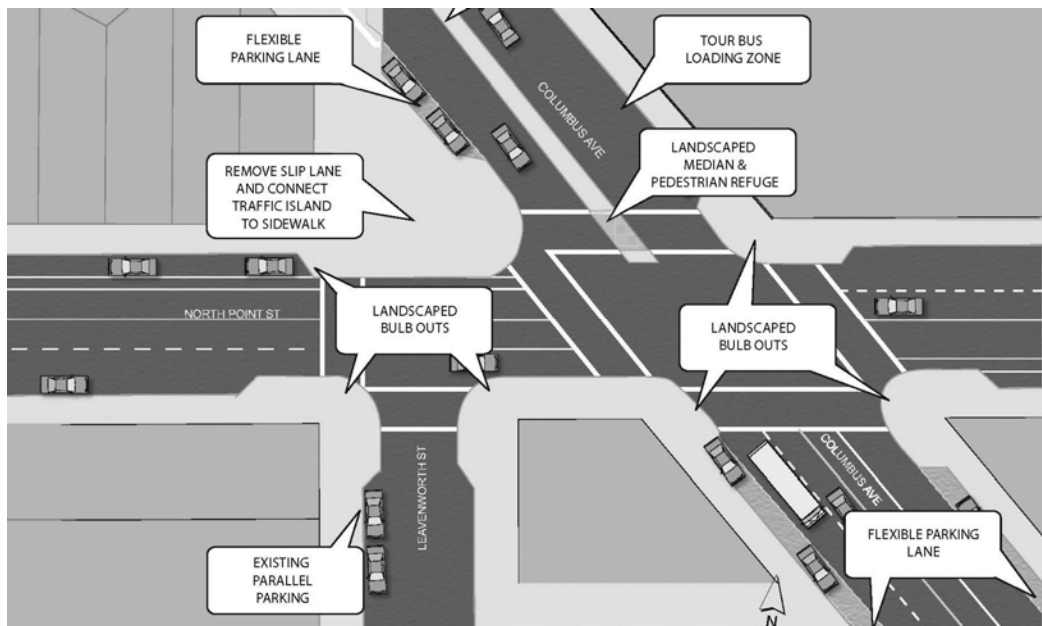 FLEXIBLE
PARKING LANE
TOUR BUS
LOADING ZONE
COLUMBUS AVE
LANDSCAPED
MEDIAN &
PEDESTRIAN REFUGE
REMOVE SLIP LANE
AND CONNECT
TRAFFIC ISLAND
TO SIDEWALK
NORTH POINT ST
LANDSCAPED
BULB OUTS
LANDSCAPED
BULB OUTS
LEAVENWORTH ST
COLUMBUS AVE
EXISTING
PARALLEL
PARKING
FLEXIBLE PARKING
LANE
N